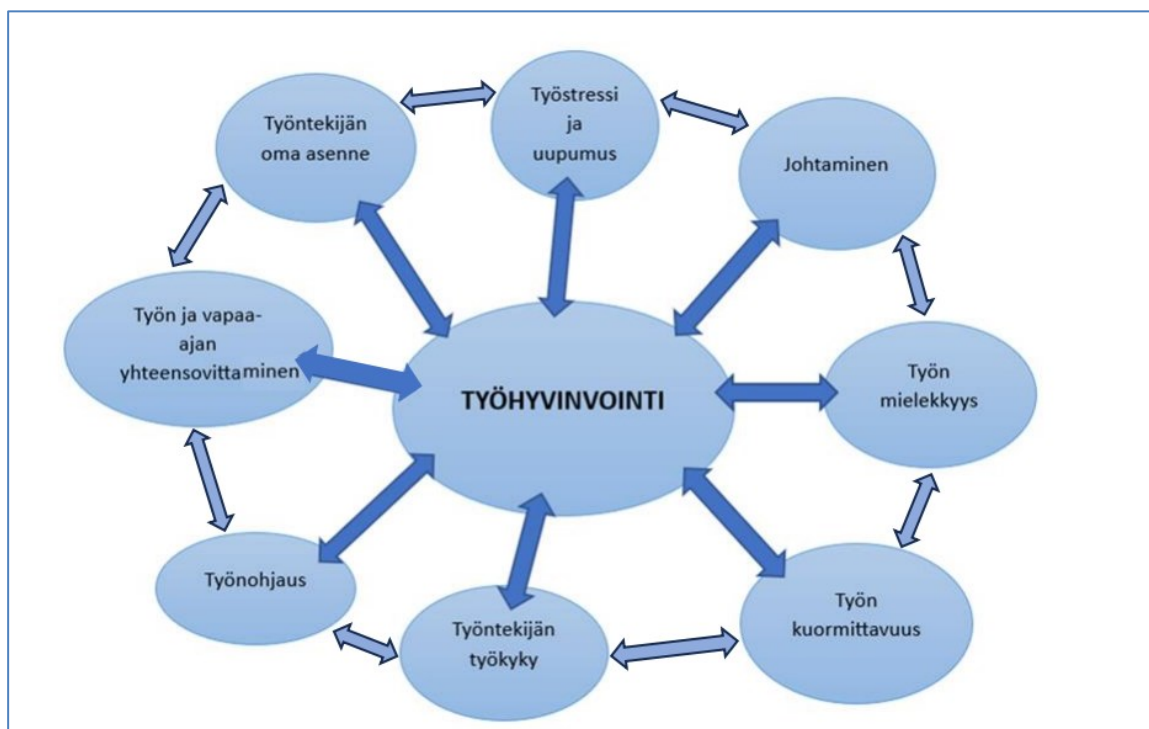 Työstressi
ja
uupumus
Työntekijän
oma asenne
Johtaminen
Työn ja vapaa-
ajan
yhteensovittaminen
TYÖHYVINVOINTI
Työn
mielekkyys
Työnohjaus
Työntekijän
työkyky
Työn
kuormittavuus